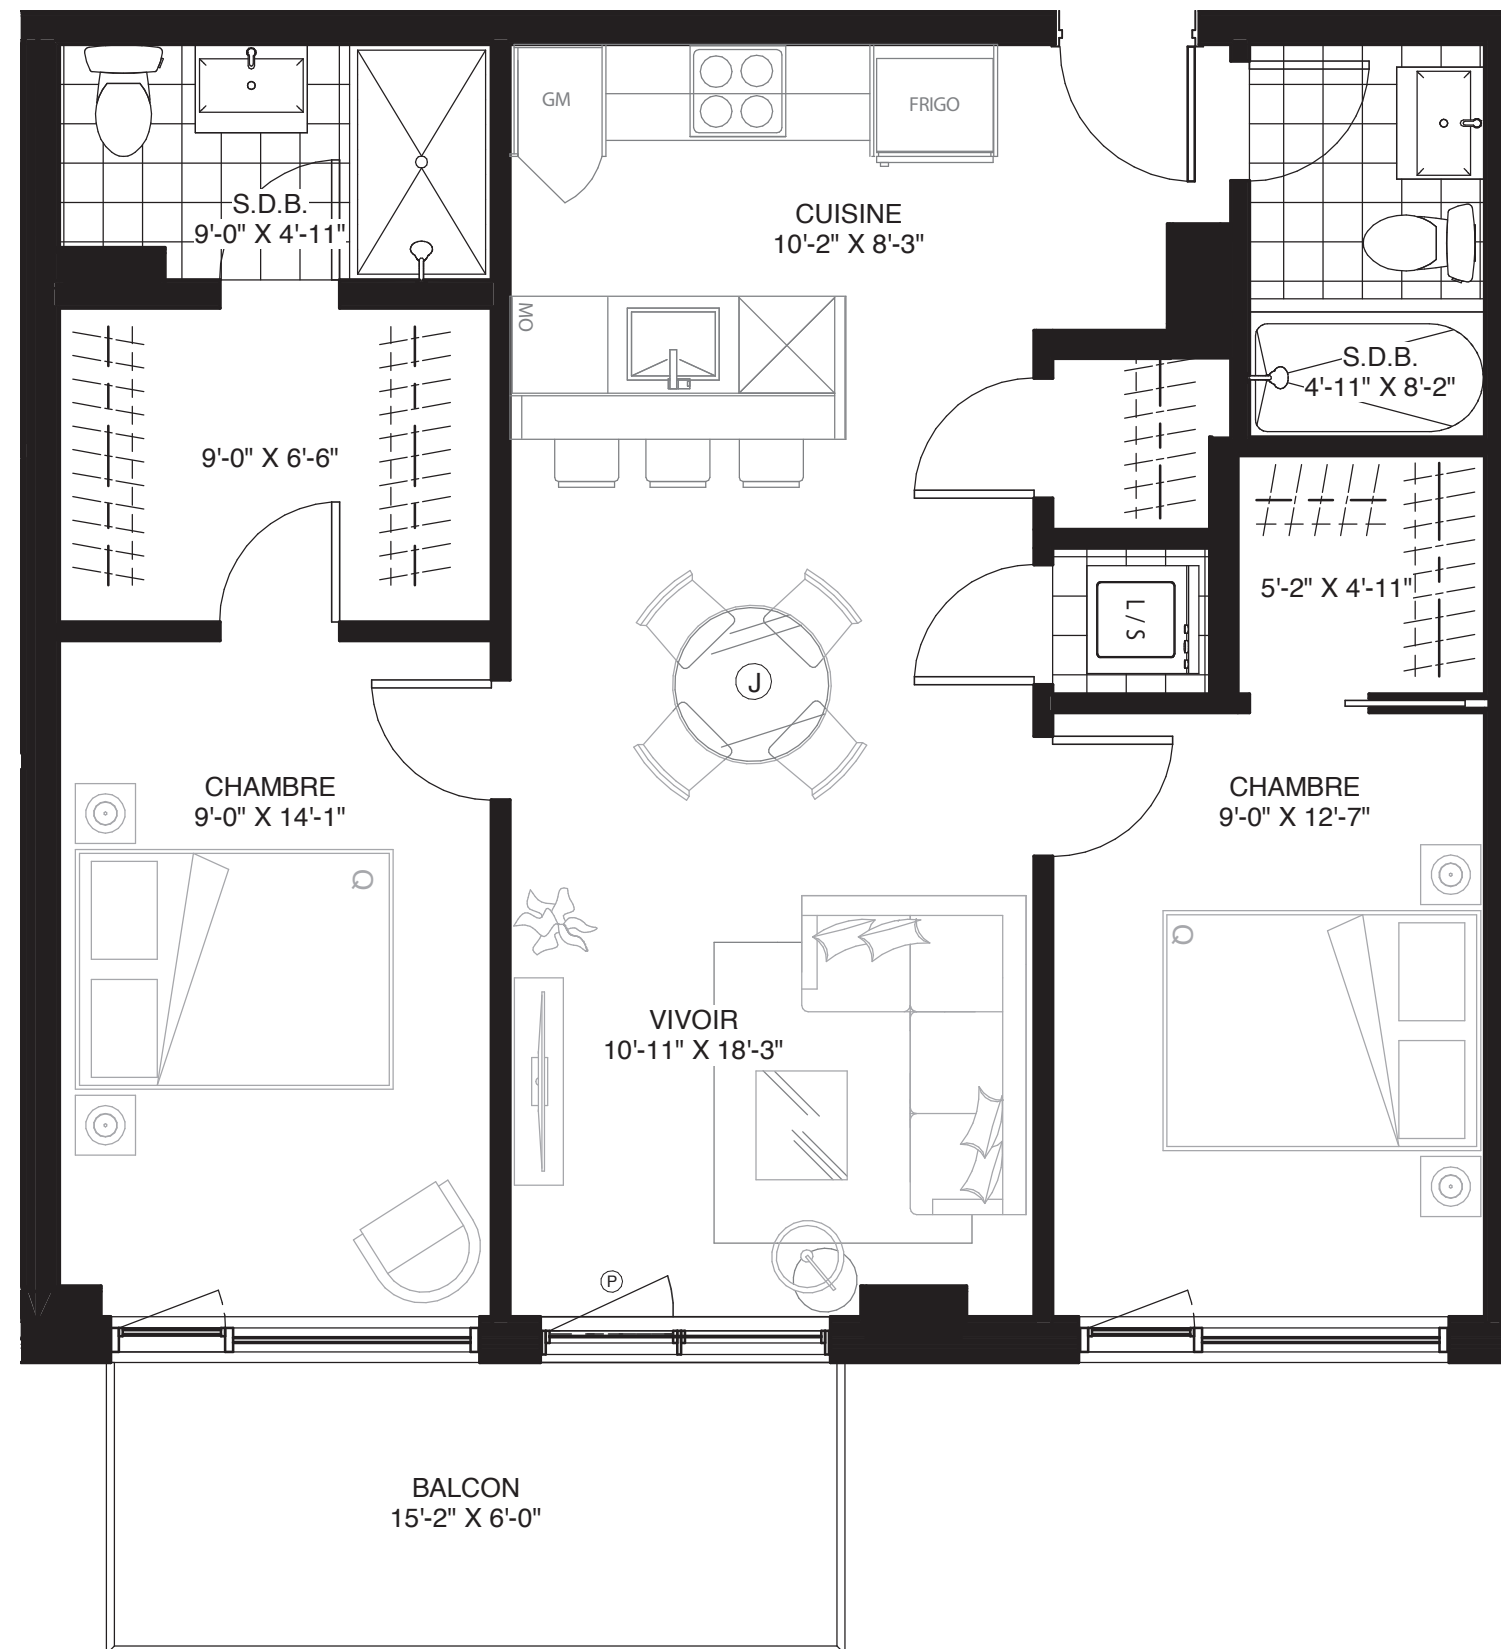 GM
FRIGO
S.D.B.
9'-0" X 4'-11"
CUISINE
10'-2" X 8'-3"
MO
S.D.B.
4'-11" X 8'-2"
9'-0" X 6'-6"
5'-2" X 4'-11"
L/S
J
CHAMBRE
9'-0" X 14'-1"
CHAMBRE
9'-0" X 12'-7"
Q
Q
VIVOIR
10'-11" X 18'-3"
P
BALCON
15'-2" X 6'-0"